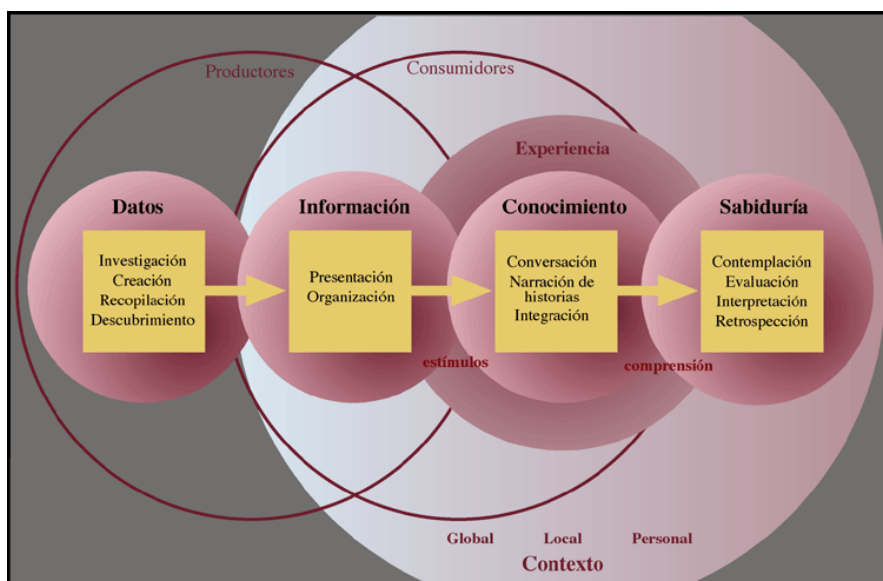 Productores
Consumidores
Experiencia
Datos
Información
Conocimiento
Sabiduría
Investigación
Creación
Recopilación
Descubrimiento
Presentación
Organización
Conversación
Narración de
historias
Integración
Contemplación
Evaluación
Interpretación
Retrospección
estímulos
comprensión
Global
Local
Personal
Contexto